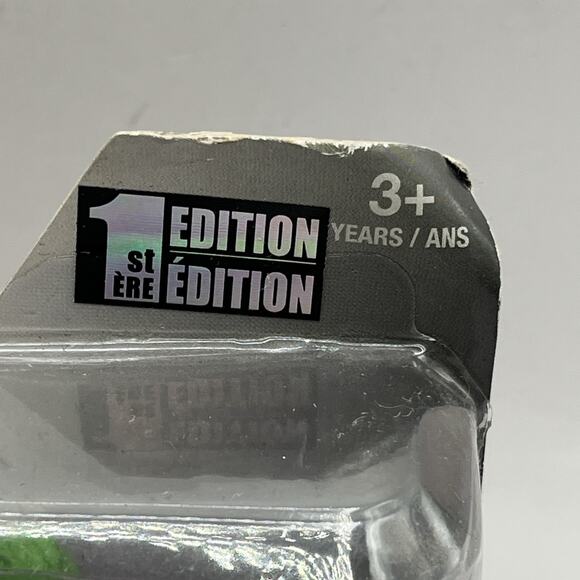 1st EDITION
1ÈRE ÉDITION
3+
YEARS / ANS